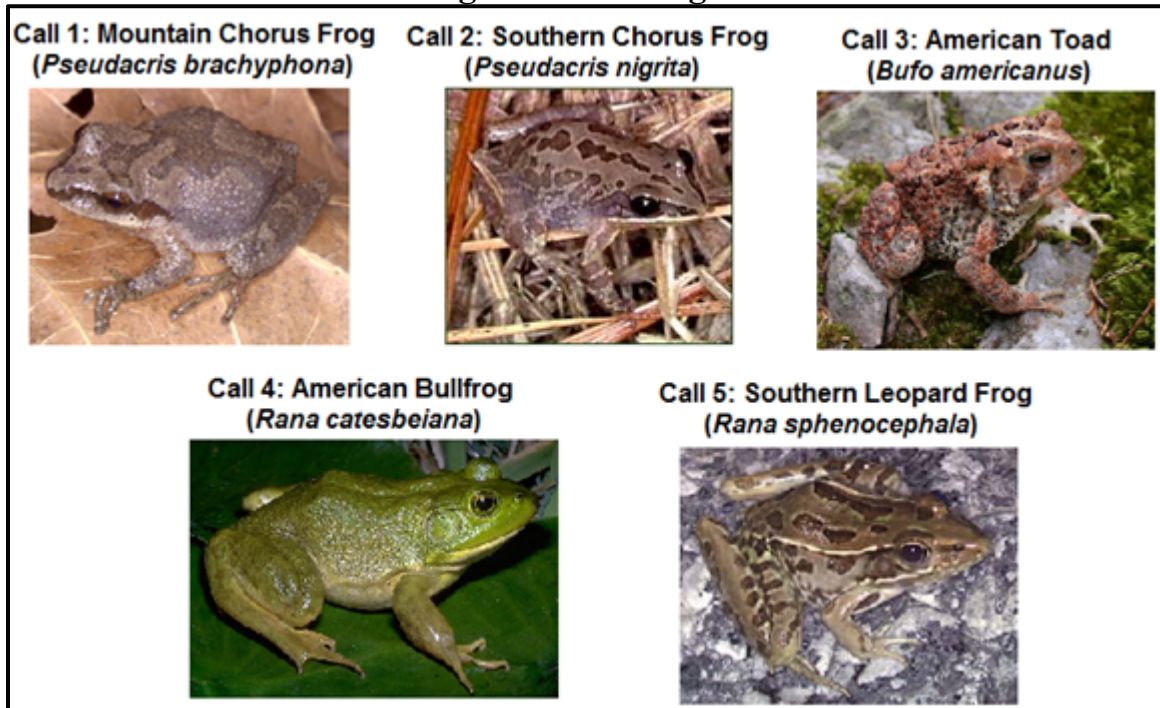 Call 1: Mountain Chorus Frog
(Pseudacris brachyphona)
Call 2: Southern Chorus Frog
(Pseudacris nigrita)
Call 3: American Toad
(Bufo americanus)
Call 4: American Bullfrog
(Rana catesbeiana)
Call 5: Southern Leopard Frog
(Rana sphenocephala)